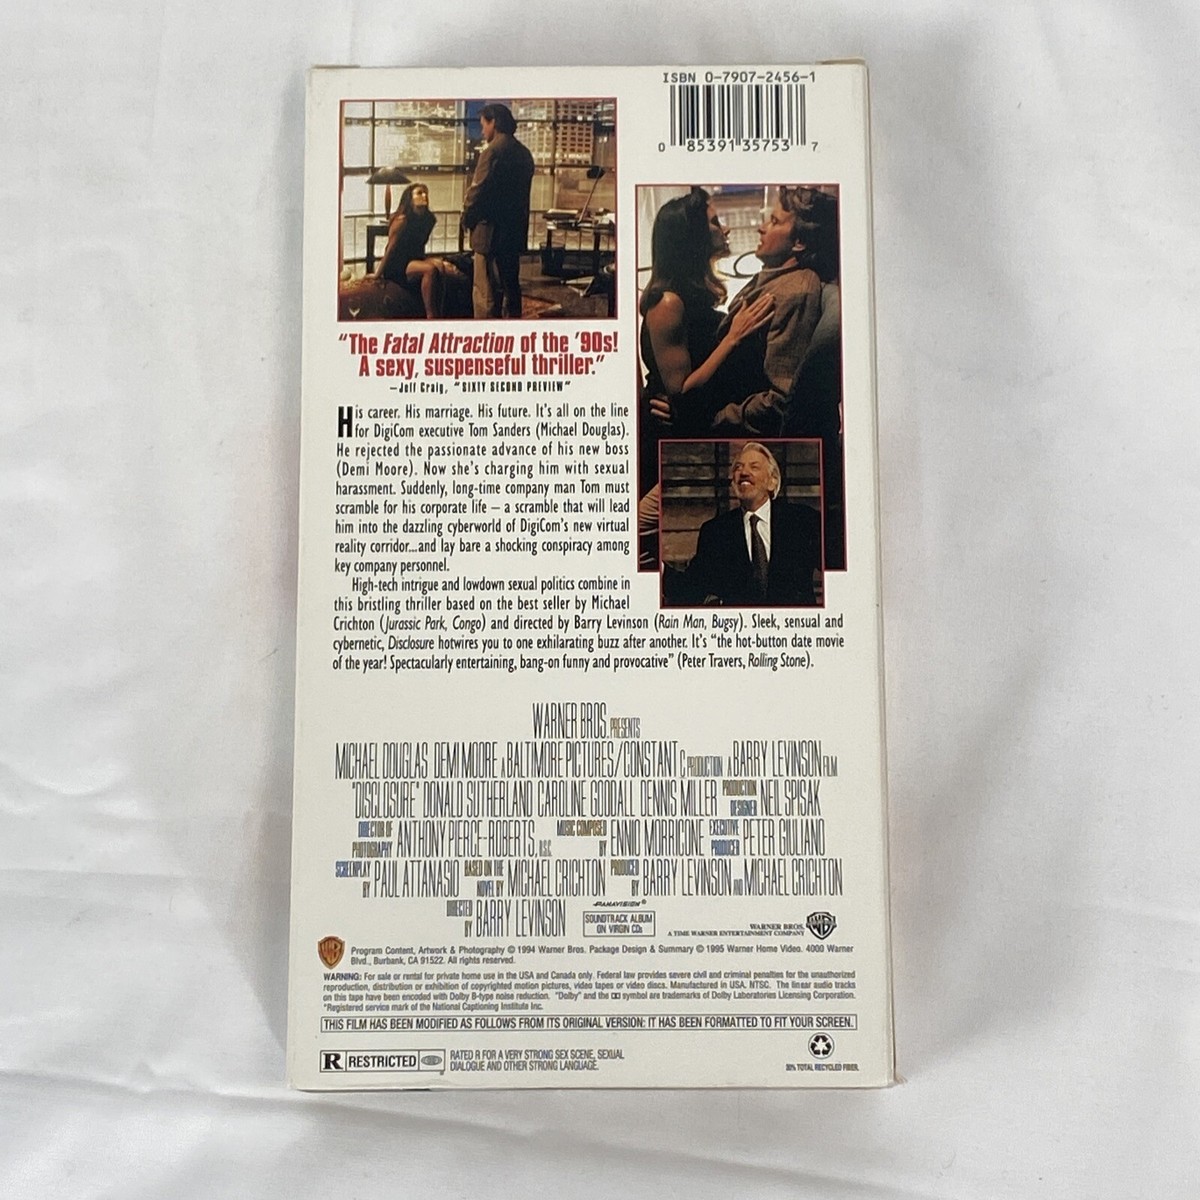 ISBN 0-7907-2456-1
0 85391 35753 7
"The Fatal Attraction of the '90s!
A sexy, suspenseful thriller."
—Jeff Craig, "SIXTY SECOND PREVIEW"
His career. His marriage. His future. It's all on the line
for DigiCom executive Tom Sanders (Michael Douglas).
He rejected the passionate advance of his new boss
(Demi Moore). Now she's charging him with sexual
harassment. Suddenly, long-time company man Tom must
scramble for his corporate life – a scramble that will lead
him into the dazzling cyberworld of DigiCom's new virtual
reality corridor...and lay bare a shocking conspiracy among
key company personnel.
High-tech intrigue and lowdown sexual politics combine in
this bristling thriller based on the best seller by Michael
Crichton (Jurassic Park, Congo) and directed by Barry Levinson (Rain Man, Bugsy). Sleek, sensual and
cybernetic, Disclosure hotwires you to one exhilarating buzz after another. It's "the hot-button date movie
of the year! Spectacularly entertaining, bang-on funny and provocative" (Peter Travers, Rolling Stone).
WARNER BROS. PRESENTS
MICHAEL DOUGLAS DEMI MOORE A BALTIMORE PICTURES/CONSTANT C PRODUCTION A BARRY LEVINSON FILM
"DISCLOSURE" DONALD SUTHERLAND CAROLINE GOODALL DENNIS MILLER PRODUCTION DESIGNER NEIL SPISAK
DIRECTOR OF PHOTOGRAPHY ANTHONY PIERCE-ROBERTS, B.S.C. MUSIC COMPOSED BY ENNIO MORRICONE EXECUTIVE PRODUCER PETER GIULIANO
SCREENPLAY BY PAUL ATTANASIO BASED ON THE NOVEL BY MICHAEL CRICHTON PRODUCED BY BARRY LEVINSON AND MICHAEL CRICHTON
DIRECTED BY BARRY LEVINSON
PANAVISION®
SOUNDTRACK ALBUM
ON VIRGIN CDs
WARNER BROS.
A TIME WARNER ENTERTAINMENT COMPANY
WB
WB
Program Content, Artwork & Photography © 1994 Warner Bros. Package Design & Summary © 1995 Warner Home Video. 4000 Warner
Blvd., Burbank, CA 91522. All rights reserved.
WARNING: For sale or rental for private home use in the USA and Canada only. Federal law provides severe civil and criminal penalties for the unauthorized
reproduction, distribution or exhibition of copyrighted motion pictures, video tapes or video discs. Manufactured in USA. NTSC. The linear audio tracks
on this tape have been encoded with Dolby B-type noise reduction. "Dolby" and the symbol are trademarks of Dolby Laboratories Licensing Corporation.
*Registered service mark of the National Captioning Institute Inc.
THIS FILM HAS BEEN MODIFIED AS FOLLOWS FROM ITS ORIGINAL VERSION: IT HAS BEEN FORMATTED TO FIT YOUR SCREEN.
R RESTRICTED
RATED R FOR A VERY STRONG SEX SCENE, SEXUAL
DIALOGUE AND OTHER STRONG LANGUAGE.
20% TOTAL RECYCLED FIBER.